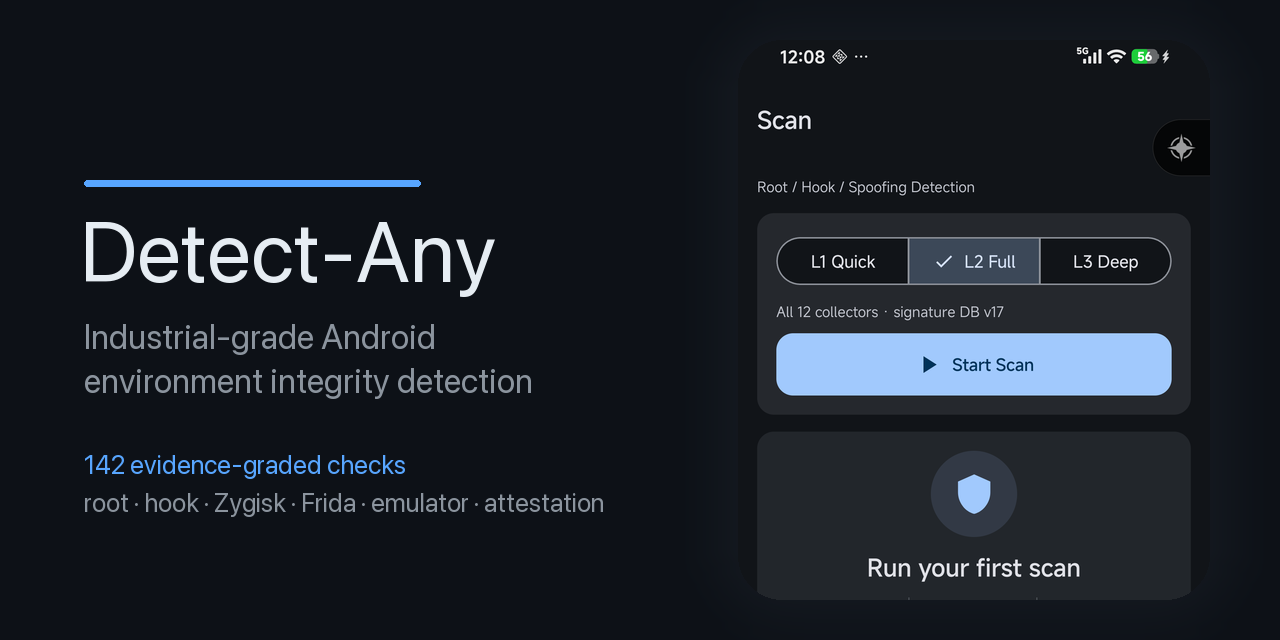 Detect-Any
Industrial-grade Android
environment integrity detection
142 evidence-graded checks
root · hook · Zygisk · Frida · emulator · attestation
12:08 ···
5G 56
Scan
Root / Hook / Spoofing Detection
L1 Quick
L2 Full
L3 Deep
All 12 collectors · signature DB v17
Start Scan
Run your first scan